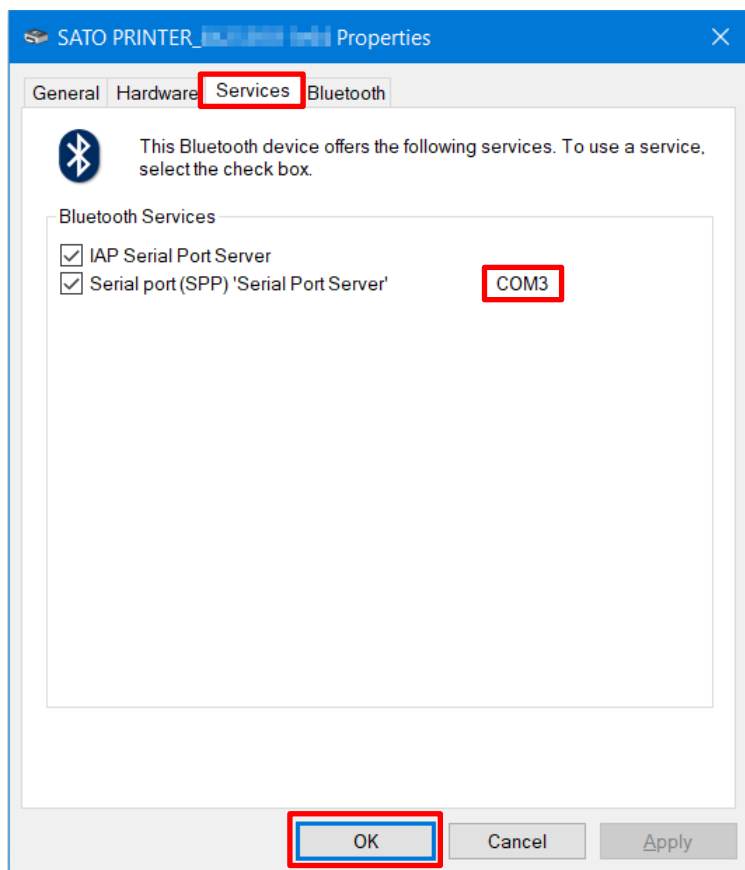 SATO PRINTER_ Properties
General Hardware Services Bluetooth
This Bluetooth device offers the following services. To use a service,
select the check box.
Bluetooth Services
IAP Serial Port Server
Serial port (SPP) 'Serial Port Server' COM3
OK Cancel Apply